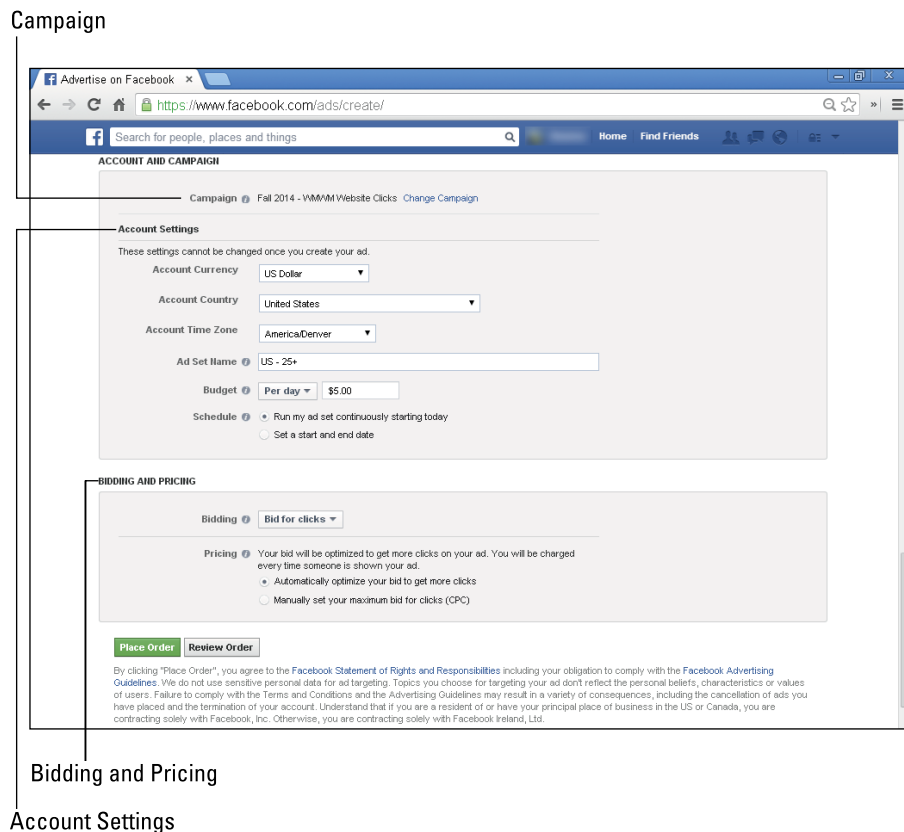 Campaign
Advertise on Facebook ×
https://www.facebook.com/ads/create/
Search for people, places and things
Home Find Friends
ACCOUNT AND CAMPAIGN
Campaign Fall 2014 - WMWM Website Clicks Change Campaign
Account Settings
These settings cannot be changed once you create your ad.
Account Currency US Dollar
Account Country United States
Account Time Zone America/Denver
Ad Set Name US - 25+
Budget Per day $5.00
Schedule Run my ad set continuously starting today
Set a start and end date
BIDDING AND PRICING
Bidding Bid for clicks
Pricing Your bid will be optimized to get more clicks on your ad. You will be charged
every time someone is shown your ad.
Automatically optimize your bid to get more clicks
Manually set your maximum bid for clicks (CPC)
Place Order Review Order
By clicking "Place Order", you agree to the Facebook Statement of Rights and Responsibilities including your obligation to comply with the Facebook Advertising
Guidelines. We do not use sensitive personal data for ad targeting. Topics you choose for targeting your ad don't reflect the personal beliefs, characteristics or values
of users. Failure to comply with the Terms and Conditions and the Advertising Guidelines may result in a variety of consequences, including the cancellation of ads you
have placed and the termination of your account. Understand that if you are a resident of or have your principal place of business in the US or Canada, you are
contracting solely with Facebook, Inc. Otherwise, you are contracting solely with Facebook Ireland, Ltd.
Bidding and Pricing
Account Settings